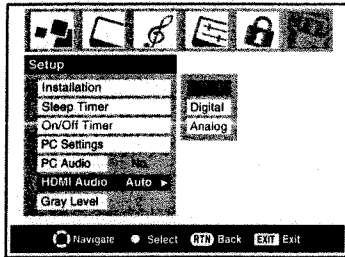 Setup
Installation
Sleep Timer
Digital
On/Off Timer
Analog
PC Settings
PC Audio No
HDMI Audio Auto ►
Gray Level
Navigate ● Select RTN Back EXIT Exit